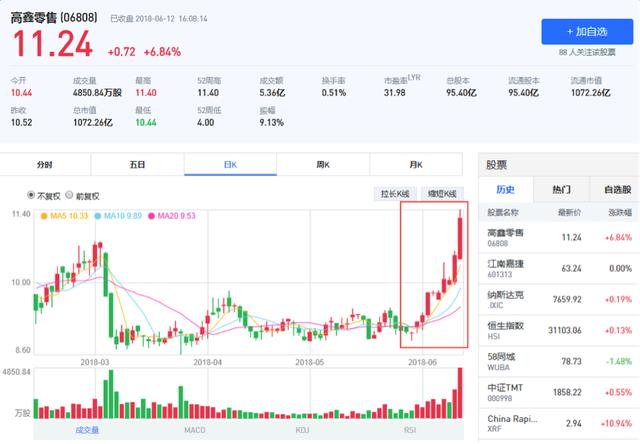 高鑫零售 (06808) 已收盘 2018-06-12 16:08:14
11.24 +0.72 +6.84%
+ 加自选
88 人关注该股票
今开 成交量 最高 52周高 成交额 换手率 市盈率LYR 总股本 流通股本 流通市值
10.44 4850.84万股 11.40 11.40 5.36亿 0.51% 31.98 95.40亿 95.40亿 1072.26亿
昨收 总市值 最低 52周低 振幅
10.52 1072.26亿 10.44 4.00 9.13%
分时 五日 日K 周K 月K
不复权 前复权 拉长K线 缩短K线
MA5 10.33 MA10 9.89 MA20 9.53
11.40
10.00
8.60
2018-03 2018-04 2018-05 2018-06
4850.84
万股
成交量 MACD KDJ RSI
股票
历史 热门 自选股
股票名称 最新价 涨跌幅
高鑫零售 11.24 +6.84%
06808
江南嘉捷 63.24 0.00%
601313
纳斯达克 7659.92 +0.19%
.IXIC
恒生指数 31103.06 +0.13%
HSI
58同城 78.73 -1.48%
WUBA
中证TMT 1858.22 +0.55%
000998
China Rapi... 2.94 +10.94%
XRF